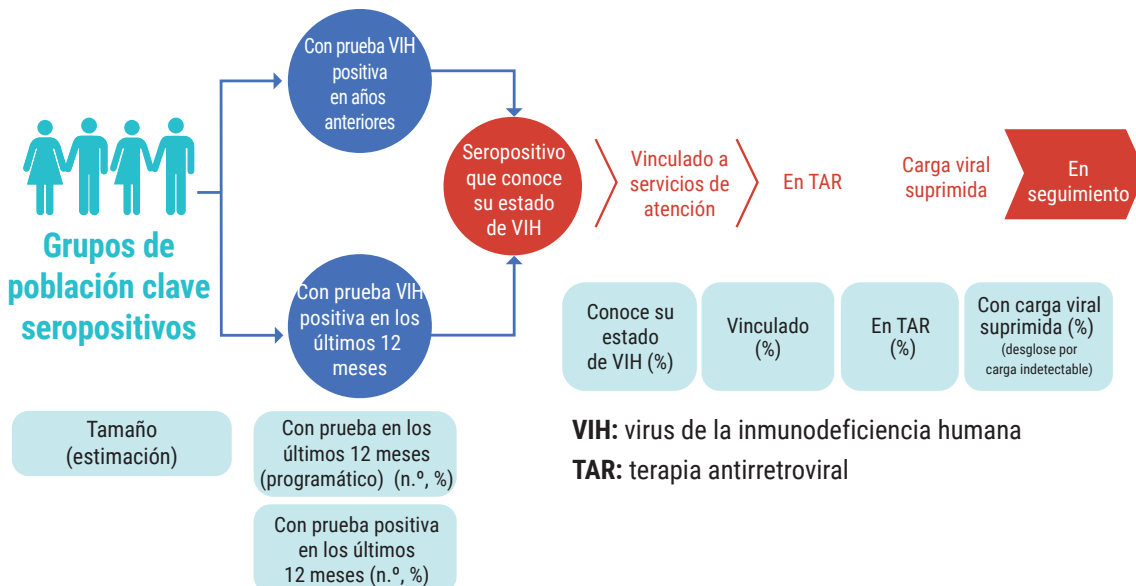 Con prueba VIH
positiva
en años
anteriores
Grupos de
población clave
seropositivos
Con prueba VIH
positiva en los
últimos 12
meses
Seropositivo
que conoce
su estado
de VIH
Vinculado a
servicios de
atención
En TAR
Carga viral
suprimida
En
seguimiento
Tamaño
(estimación)
Con prueba en los
últimos 12 meses
(programático) (n.º, %)
Con prueba positiva
en los últimos
12 meses (n.º, %)
Conoce su
estado
de VIH (%)
Vinculado
(%)
En TAR
(%)
Con carga viral
suprimida (%)
(desglose por
carga indetectable)
VIH: virus de la inmunodeficiencia humana
TAR: terapia antirretroviral